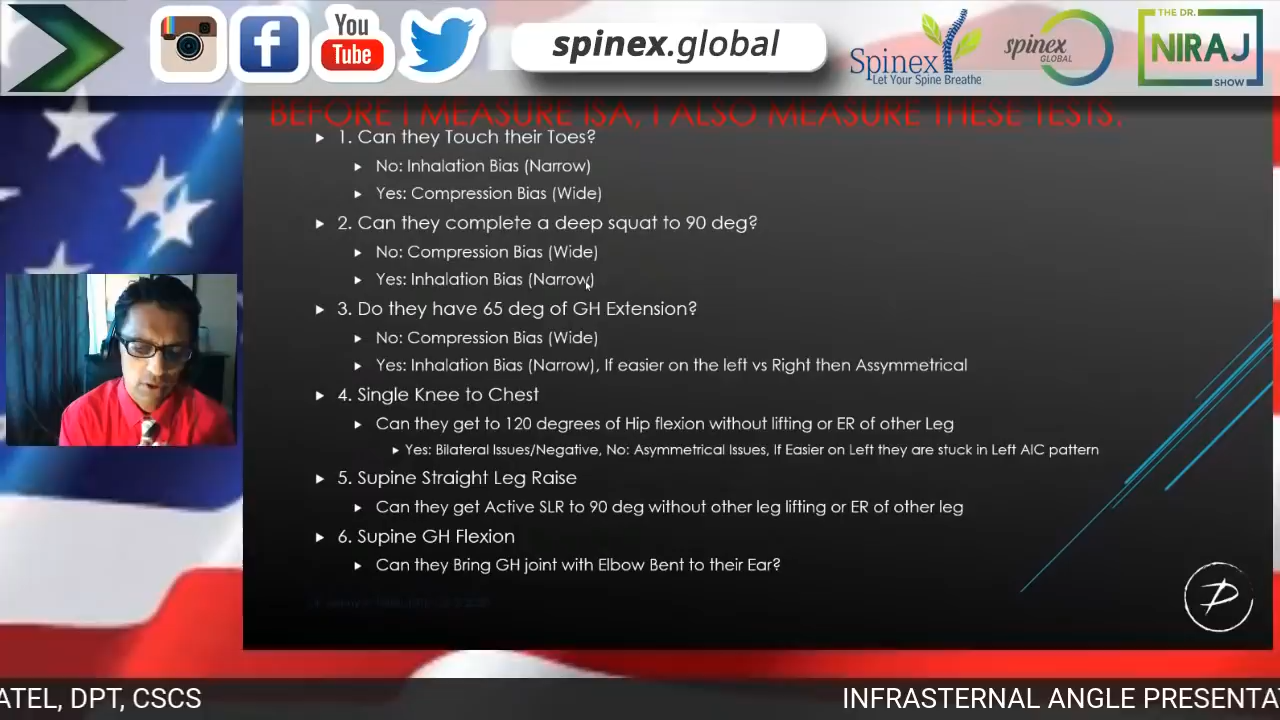 You
Tube
spinex.global
Spinex
Let Your Spine Breathe
spinex
GLOBAL
THE DR.
NIRAJ
SHOW
BEFORE I MEASURE ISA, I ALSO MEASURE THESE TESTS.
1. Can they Touch their Toes?
No: Inhalation Bias (Narrow)
Yes: Compression Bias (Wide)
2. Can they complete a deep squat to 90 deg?
No: Compression Bias (Wide)
Yes: Inhalation Bias (Narrow)
3. Do they have 65 deg of GH Extension?
No: Compression Bias (Wide)
Yes: Inhalation Bias (Narrow), If easier on the left vs Right then Assymmetrical
4. Single Knee to Chest
Can they get to 120 degrees of Hip flexion without lifting or ER of other Leg
Yes: Bilateral Issues/Negative, No: Asymmetrical Issues, If Easier on Left they are stuck in Left AIC pattern
5. Supine Straight Leg Raise
Can they get Active SLR to 90 deg without other leg lifting or ER of other leg
6. Supine GH Flexion
Can they Bring GH joint with Elbow Bent to their Ear?
ATEL, DPT, CSCS
INFRASTERNAL ANGLE PRESENTA